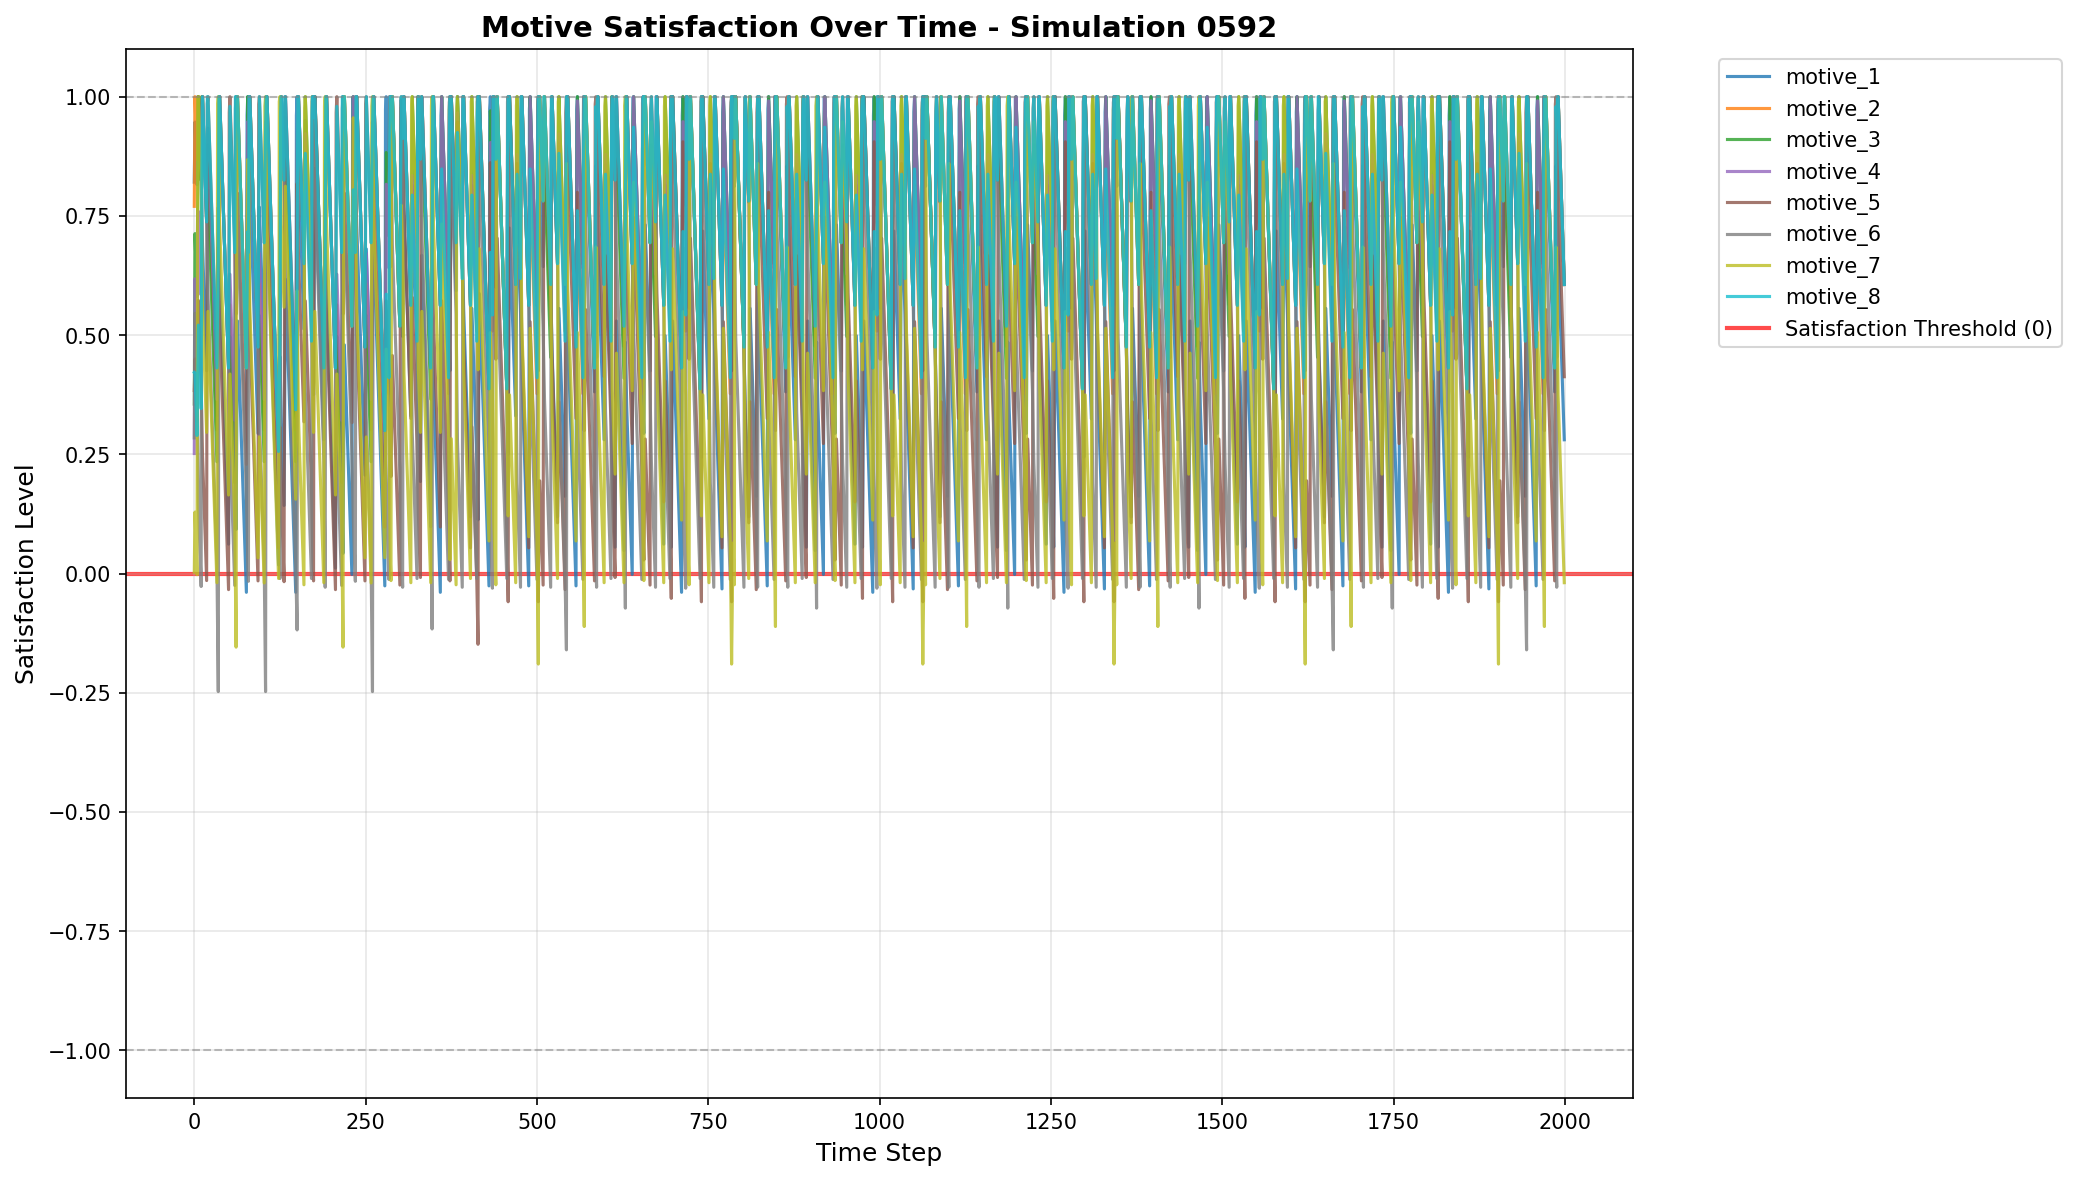 Motive Satisfaction Over Time - Simulation 0592
1.00
0.75
0.50
0.25
0.00
−0.25
−0.50
−0.75
−1.00
Satisfaction Level
0 250 500 750 1000 1250 1500 1750 2000
Time Step
motive_1
motive_2
motive_3
motive_4
motive_5
motive_6
motive_7
motive_8
Satisfaction Threshold (0)